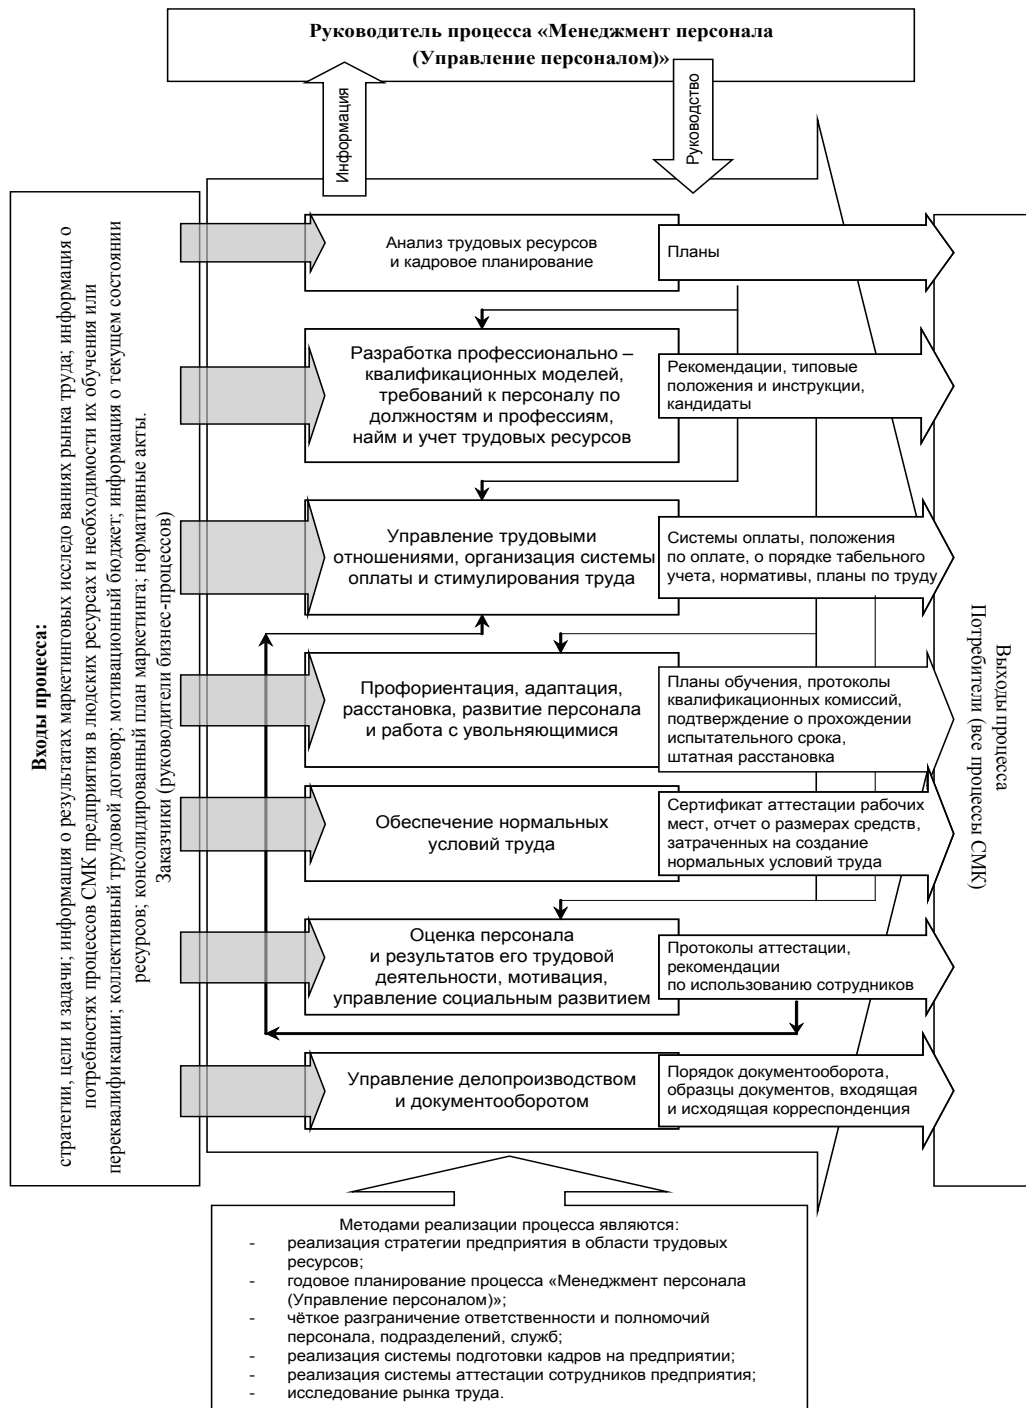 Руководитель процесса «Менеджмент персонала
(Управление персоналом)»
Информация
Руководство
Входы процесса:
стратегии, цели и задачи; информация о результатах маркетинговых исследо ваниях рынка труда; информация о
потребностях процессов СМК предприятия в людских ресурсах и необходимости их обучения или
переквалификации; коллективный трудовой договор; мотивационный бюджет; информация о текущем состоянии
ресурсов; консолидированный план маркетинга; нормативные акты.
Заказчики (руководители бизнес-процессов)
Анализ трудовых ресурсов
и кадровое планирование
Планы
Разработка профессионально –
квалификационных моделей,
требований к персоналу по
должностям и профессиям,
найм и учет трудовых ресурсов
Рекомендации, типовые
положения и инструкции,
кандидаты
Управление трудовыми
отношениями, организация системы
оплаты и стимулирования труда
Системы оплаты, положения
по оплате, о порядке табельного
учета, нормативы, планы по труду
Профориентация, адаптация,
расстановка, развитие персонала
и работа с увольняющимися
Планы обучения, протоколы
квалификационных комиссий,
подтверждение о прохождении
испытательного срока,
штатная расстановка
Обеспечение нормальных
условий труда
Сертификат аттестации рабочих
мест, отчет о размерах средств,
затраченных на создание
нормальных условий труда
Оценка персонала
и результатов его трудовой
деятельности, мотивация,
управление социальным развитием
Протоколы аттестации,
рекомендации
по использованию сотрудников
Управление делопроизводством
и документооборотом
Порядок документооборота,
образцы документов, входящая
и исходящая корреспонденция
Выходы процесса
Потребители (все процессы СМК)
Методами реализации процесса являются:
- реализация стратегии предприятия в области трудовых
ресурсов;
- годовое планирование процесса «Менеджмент персонала
(Управление персоналом)»;
- чёткое разграничение ответственности и полномочий
персонала, подразделений, служб;
- реализация системы подготовки кадров на предприятии;
- реализация системы аттестации сотрудников предприятия;
- исследование рынка труда.